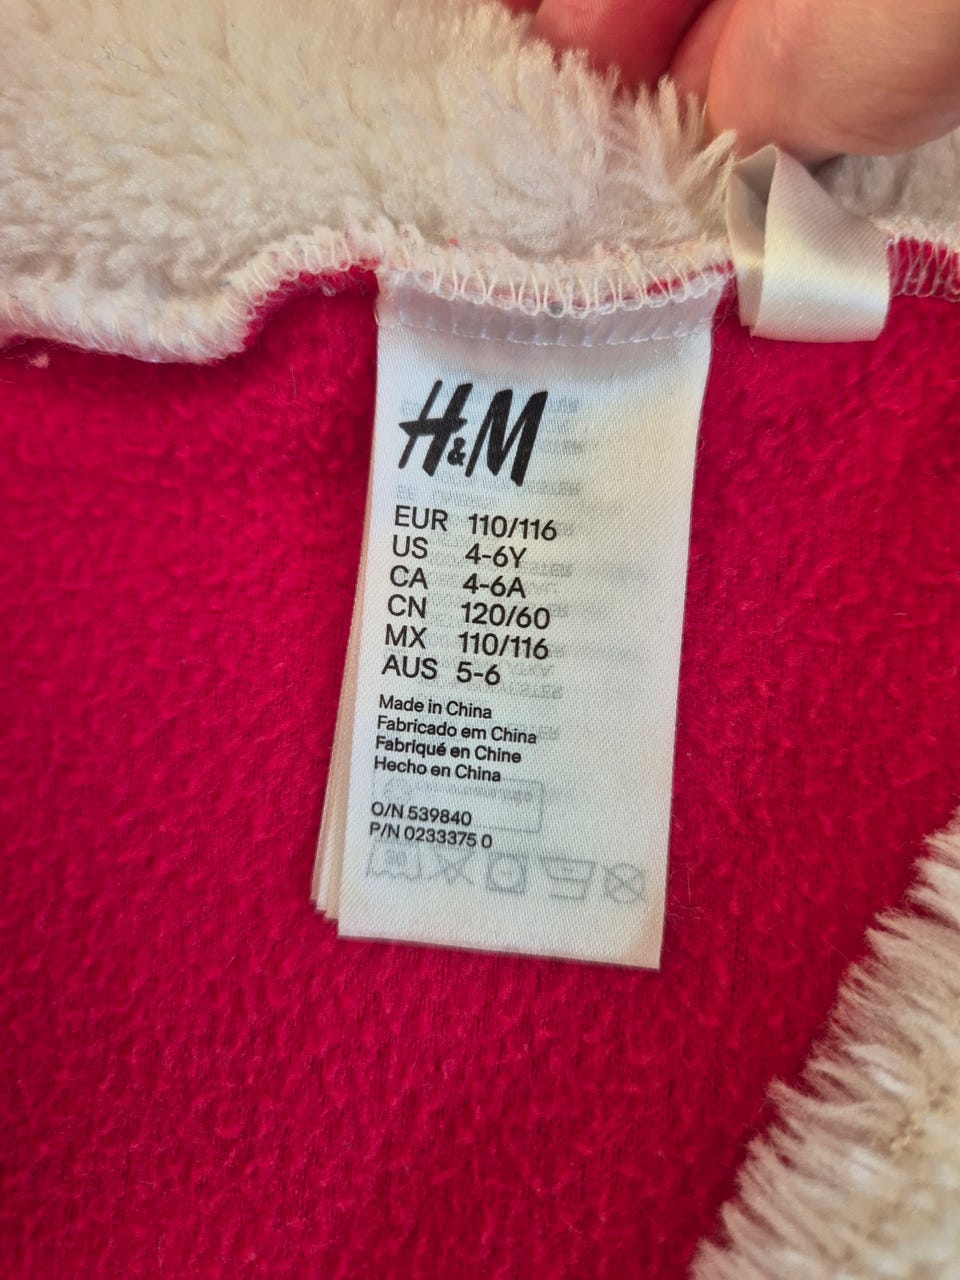 H&M
EUR 110/116
US 4-6Y
CA 4-6A
CN 120/60
MX 110/116
AUS 5-6
Made in China
Fabricado em China
Fabriqué en Chine
Hecho en China
O/N 539840
P/N 0233375 0